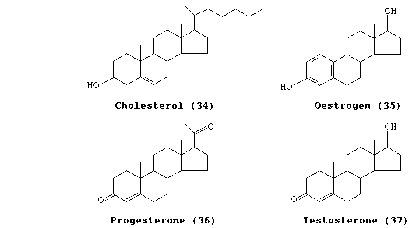 OH
HO
HO
Cholesterol (34)
Oestrogen (35)
O
OH
O
O
Progesterone (36)
Testosterone (37)